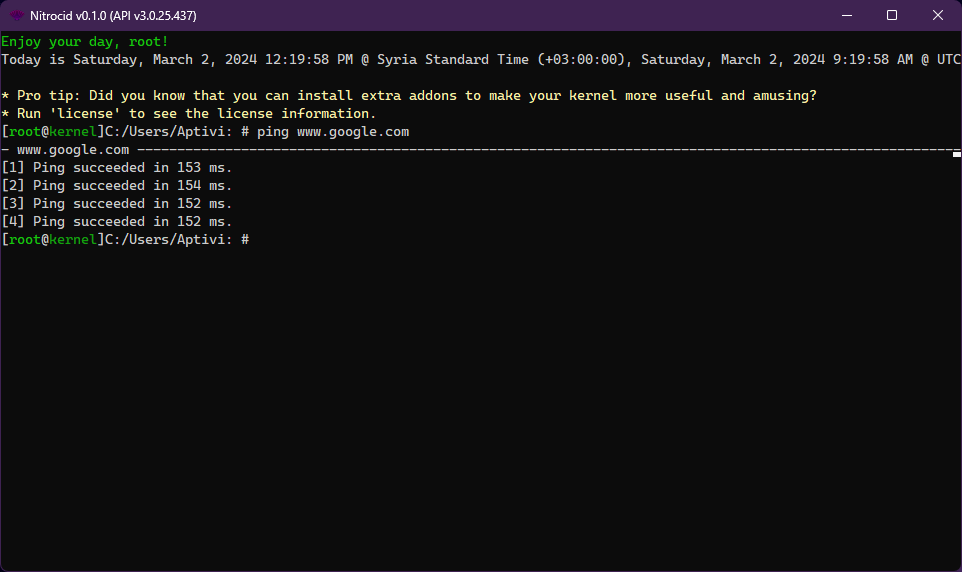 Nitrocid v0.1.0 (API v3.0.25.437)
Enjoy your day, root!
Today is Saturday, March 2, 2024 12:19:58 PM @ Syria Standard Time (+03:00:00), Saturday, March 2, 2024 9:19:58 AM @ UTC
* Pro tip: Did you know that you can install extra addons to make your kernel more useful and amusing?
* Run 'license' to see the license information.
[root@kernel]C:/Users/Aptivi: # ping www.google.com
- www.google.com -------------------------------------------------------------------------------------------------------
[1] Ping succeeded in 153 ms.
[2] Ping succeeded in 154 ms.
[3] Ping succeeded in 152 ms.
[4] Ping succeeded in 152 ms.
[root@kernel]C:/Users/Aptivi: #